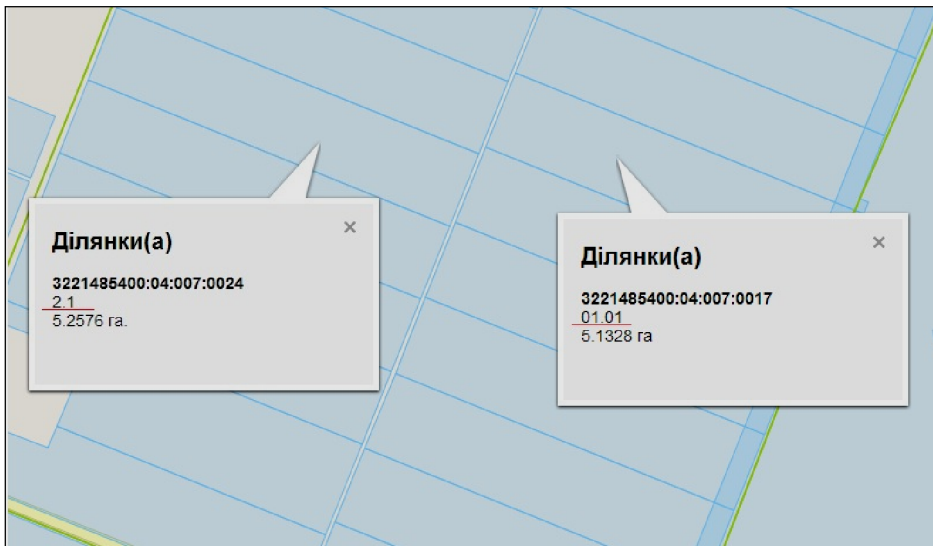 Ділянки(а)
3221485400:04:007:0024
2.1
5.2576 га.
Ділянки(а)
3221485400:04:007:0017
01.01
5.1328 га